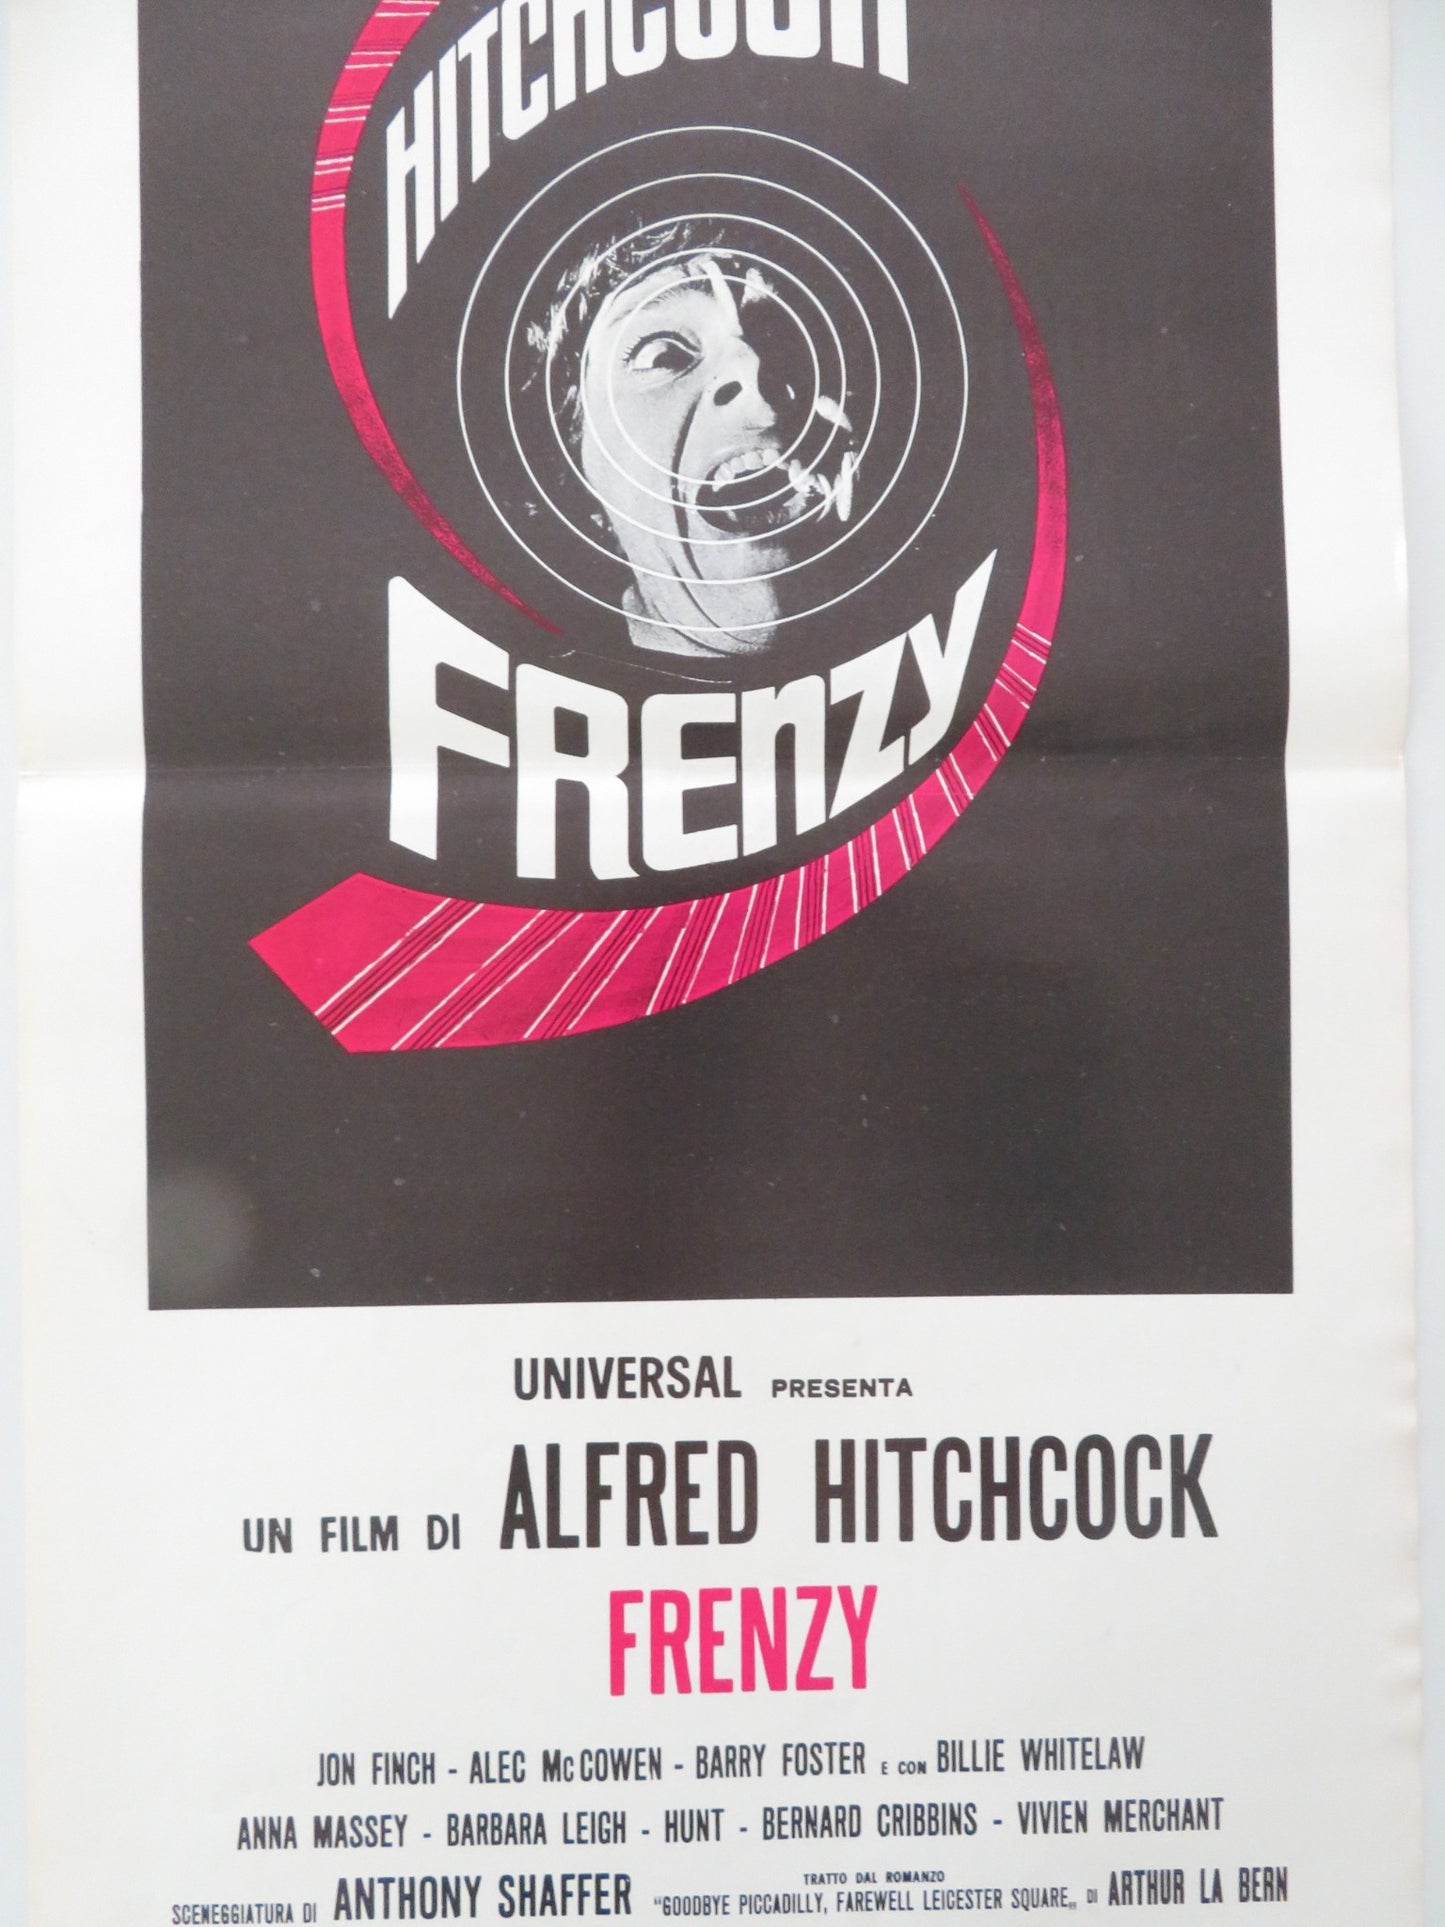 HITCHCOCK
FRENZY
UNIVERSAL PRESENTA
UN FILM DI ALFRED HITCHCOCK
FRENZY
JON FINCH - ALEC McCOWEN - BARRY FOSTER E CON BILLIE WHITELAW
ANNA MASSEY - BARBARA LEIGH - HUNT - BERNARD CRIBBINS - VIVIEN MERCHANT
SCENEGGIATURA DI ANTHONY SHAFFER TRATTO DAL ROMANZO "GOODBYE PICCADILLY, FAREWELL LEICESTER SQUARE„ DI ARTHUR LA BERN